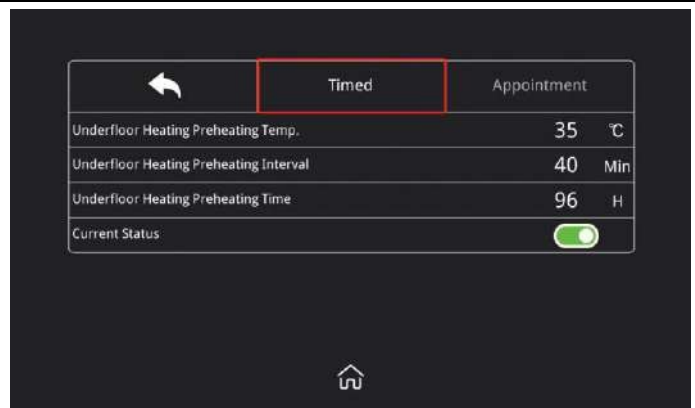 Timed Appointment
Underfloor Heating Preheating Temp. 35 ℃
Underfloor Heating Preheating Interval 40 Min
Underfloor Heating Preheating Time 96 H
Current Status